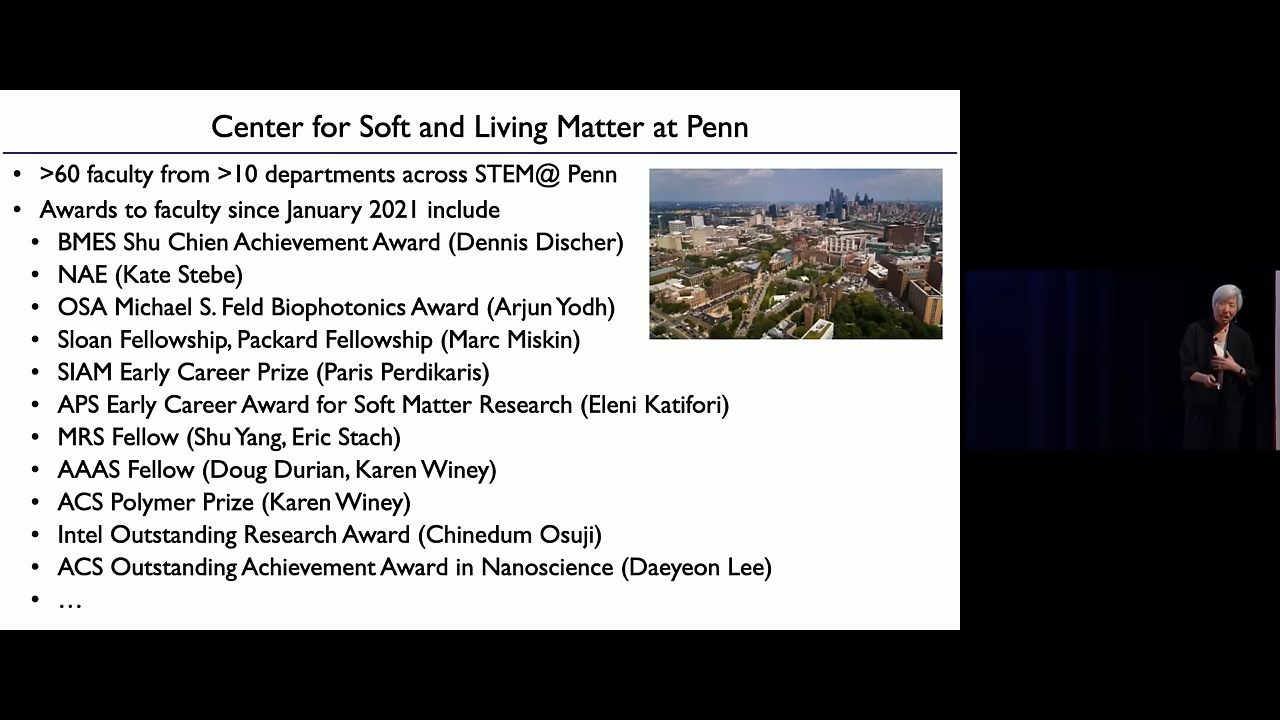 Center for Soft and Living Matter at Penn
• >60 faculty from >10 departments across STEM@ Penn
• Awards to faculty since January 2021 include
• BMES Shu Chien Achievement Award (Dennis Discher)
• NAE (Kate Stebe)
• OSA Michael S. Feld Biophotonics Award (Arjun Yodh)
• Sloan Fellowship, Packard Fellowship (Marc Miskin)
• SIAM Early Career Prize (Paris Perdikaris)
• APS Early Career Award for Soft Matter Research (Eleni Katifori)
• MRS Fellow (Shu Yang, Eric Stach)
• AAAS Fellow (Doug Durian, Karen Winey)
• ACS Polymer Prize (Karen Winey)
• Intel Outstanding Research Award (Chinedum Osuji)
• ACS Outstanding Achievement Award in Nanoscience (Daeyeon Lee)
• …